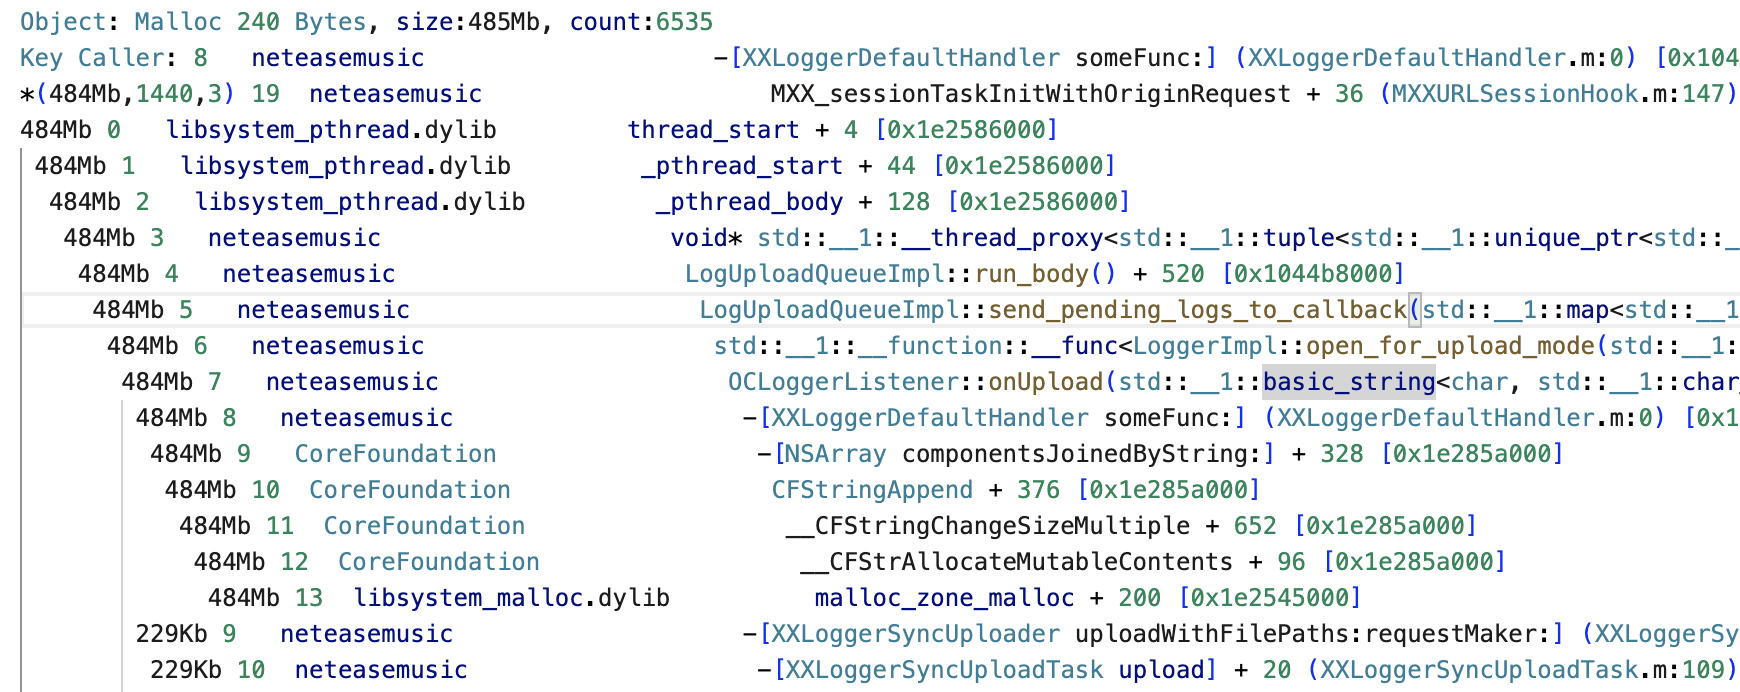 Object: Malloc 240 Bytes, size:485Mb, count:6535
Key Caller: 8 neteasemusic -[XXLoggerDefaultHandler someFunc:] (XXLoggerDefaultHandler.m:0) [0x104
*(484Mb,1440,3) 19 neteasemusic MXX_sessionTaskInitWithOriginRequest + 36 (MXXURLSessionHook.m:147)
484Mb 0 libsystem_pthread.dylib thread_start + 4 [0x1e2586000]
484Mb 1 libsystem_pthread.dylib _pthread_start + 44 [0x1e2586000]
484Mb 2 libsystem_pthread.dylib _pthread_body + 128 [0x1e2586000]
484Mb 3 neteasemusic void* std::__1::__thread_proxy<std::__1::tuple<std::__1::unique_ptr<std::_
484Mb 4 neteasemusic LogUploadQueueImpl::run_body() + 520 [0x1044b8000]
484Mb 5 neteasemusic LogUploadQueueImpl::send_pending_logs_to_callback(std::__1::map<std::__1
484Mb 6 neteasemusic std::__1::__function::__func<LoggerImpl::open_for_upload_mode(std::__1:
484Mb 7 neteasemusic OCLoggerListener::onUpload(std::__1::basic_string<char, std::__1::char_
484Mb 8 neteasemusic -[XXLoggerDefaultHandler someFunc:] (XXLoggerDefaultHandler.m:0) [0x1
484Mb 9 CoreFoundation -[NSArray componentsJoinedByString:] + 328 [0x1e285a000]
484Mb 10 CoreFoundation CFStringAppend + 376 [0x1e285a000]
484Mb 11 CoreFoundation __CFStringChangeSizeMultiple + 652 [0x1e285a000]
484Mb 12 CoreFoundation __CFStrAllocateMutableContents + 96 [0x1e285a000]
484Mb 13 libsystem_malloc.dylib malloc_zone_malloc + 200 [0x1e2545000]
229Kb 9 neteasemusic -[XXLoggerSyncUploader uploadWithFilePaths:requestMaker:] (XXLoggerSy
229Kb 10 neteasemusic -[XXLoggerSyncUploadTask upload] + 20 (XXLoggerSyncUploadTask.m:109)